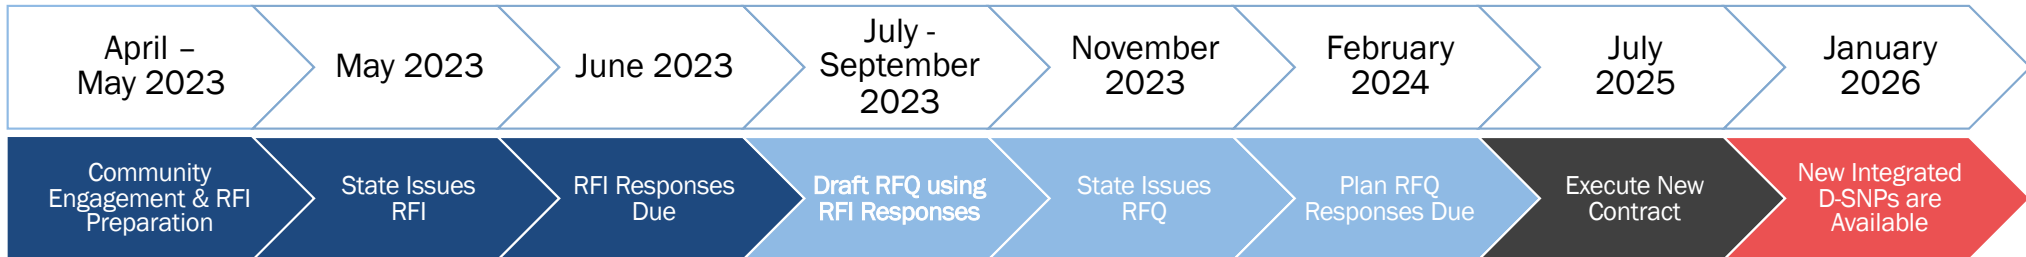 April –
May 2023
May 2023
June 2023
July -
September
2023
November
2023
February
2024
July
2025
January
2026
Community
Engagement & RFI
Preparation
State Issues
RFI
RFI Responses
Due
Draft RFQ using
RFI Responses
State Issues
RFQ
Plan RFQ
Responses Due
Execute New
Contract
New Integrated
D-SNPs are
Available